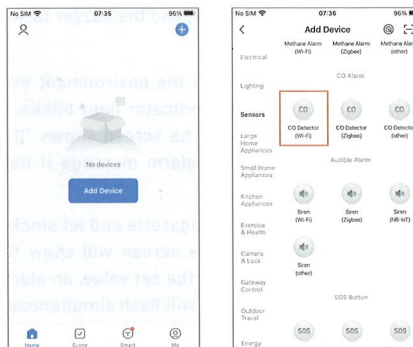 No SIM 07:35 96%
No devices
Add Device
Home Scene Smart Me
No SIM 07:36 96%
Add Device
Electrical
Lighting
Sensors
Large
Home
Appliances
Small Home
Appliances
Kitchen
Appliances
Exercise
& Health
Camera
& Lock
Gateway
Control
Outdoor
Travel
Energy
Methane Alarm Methane Alarm Methane Alar
(Wi-Fi) (Zigbee) (other)
CO Alarm
CO CO CO
CO Detector CO Detector CO Detecto
(Wi-Fi) (Zigbee) (other)
Audible Alarm
Siren Siren Siren
(Wi-Fi) (Zigbee) (NB-IoT)
Siren
(other)
SOS Button
SOS SOS SOS